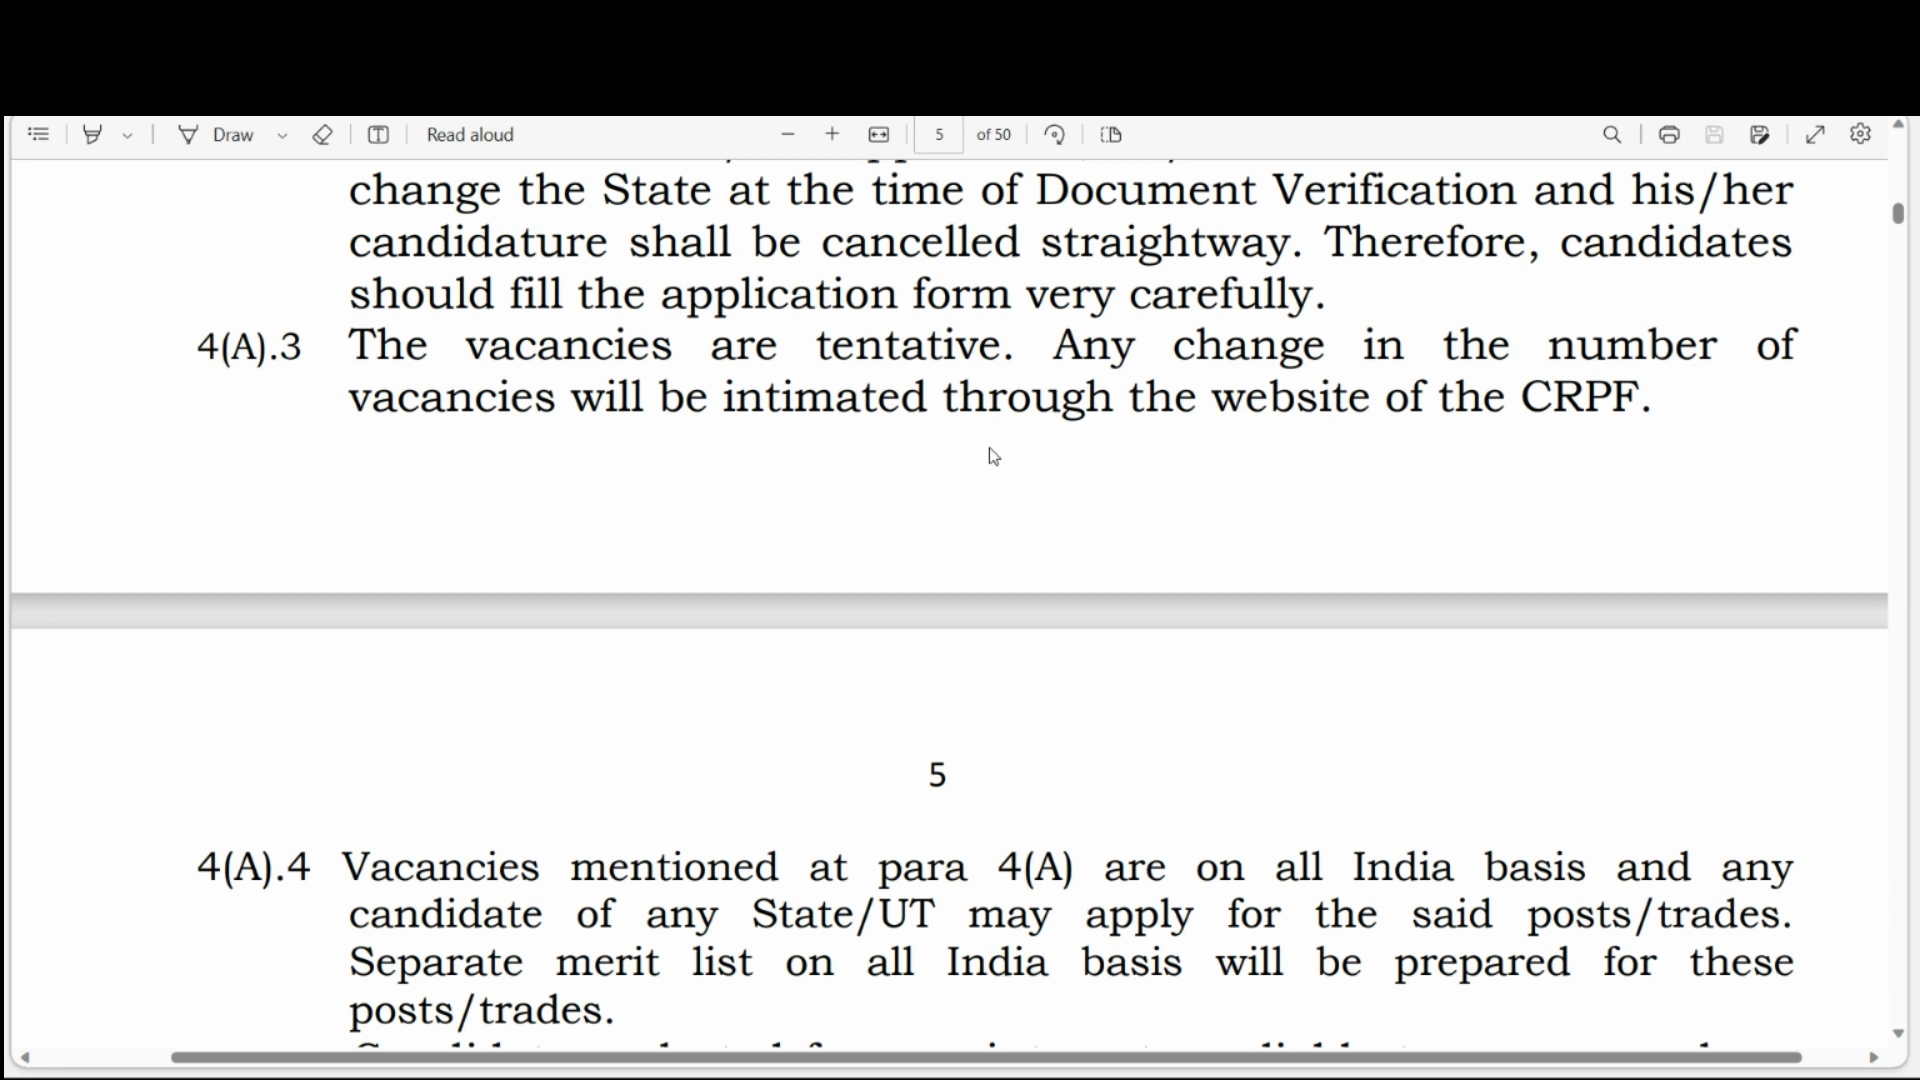 Draw
Read aloud
5 of 50
change the State at the time of Document Verification and his/her
candidature shall be cancelled straightway. Therefore, candidates
should fill the application form very carefully.
4(A).3 The vacancies are tentative. Any change in the number of
vacancies will be intimated through the website of the CRPF.
5
4(A).4 Vacancies mentioned at para 4(A) are on all India basis and any
candidate of any State/UT may apply for the said posts/trades.
Separate merit list on all India basis will be prepared for these
posts/trades.